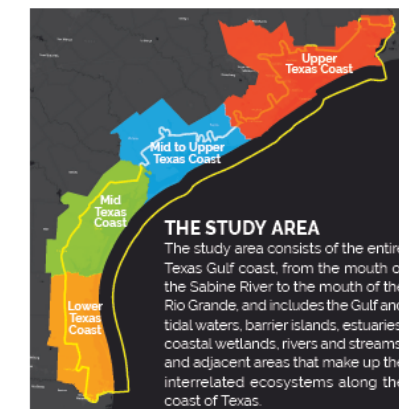 Upper
Texas Coast
Mid to Upper
Texas Coast
Mid
Texas
Coast
Lower
Texas
Coast
THE STUDY AREA
The study area consists of the entire
Texas Gulf coast, from the mouth o
the Sabine River to the mouth of the
Rio Grande, and includes the Gulf and
tidal waters, barrier islands, estuaries
coastal wetlands, rivers and streams
and adjacent areas that make up the
interrelated ecosystems along the
coast of Texas.